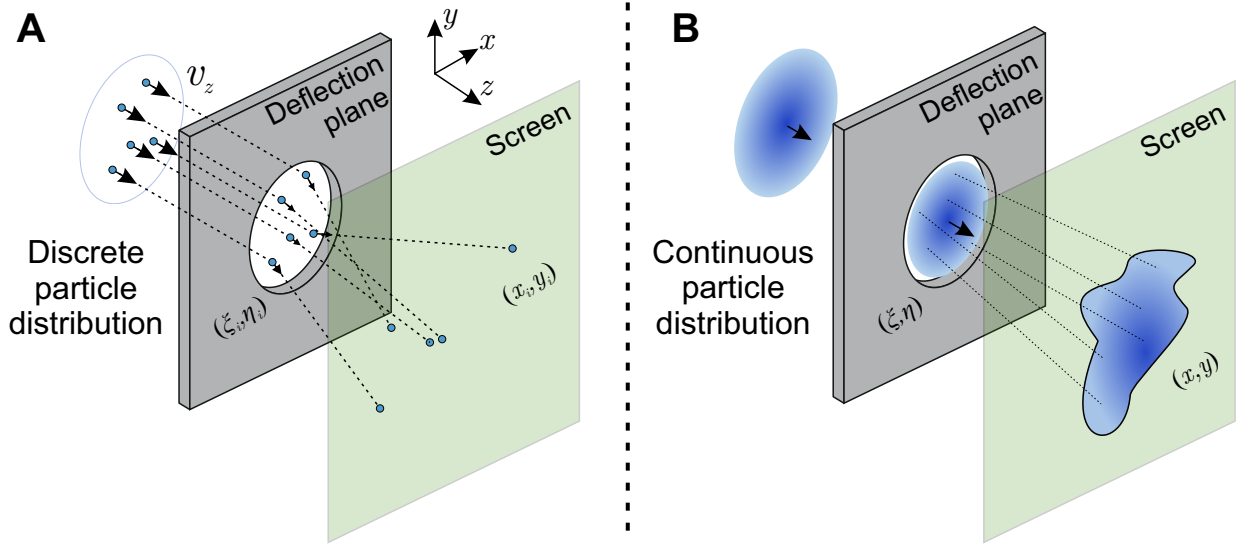 A
B
y
x
z
v_z
Deflection
plane
Screen
Discrete
particle
distribution
(ξ_i,η_i)
(x_i,y_i)
Deflection
plane
Screen
Continuous
particle
distribution
(ξ,η)
(x,y)